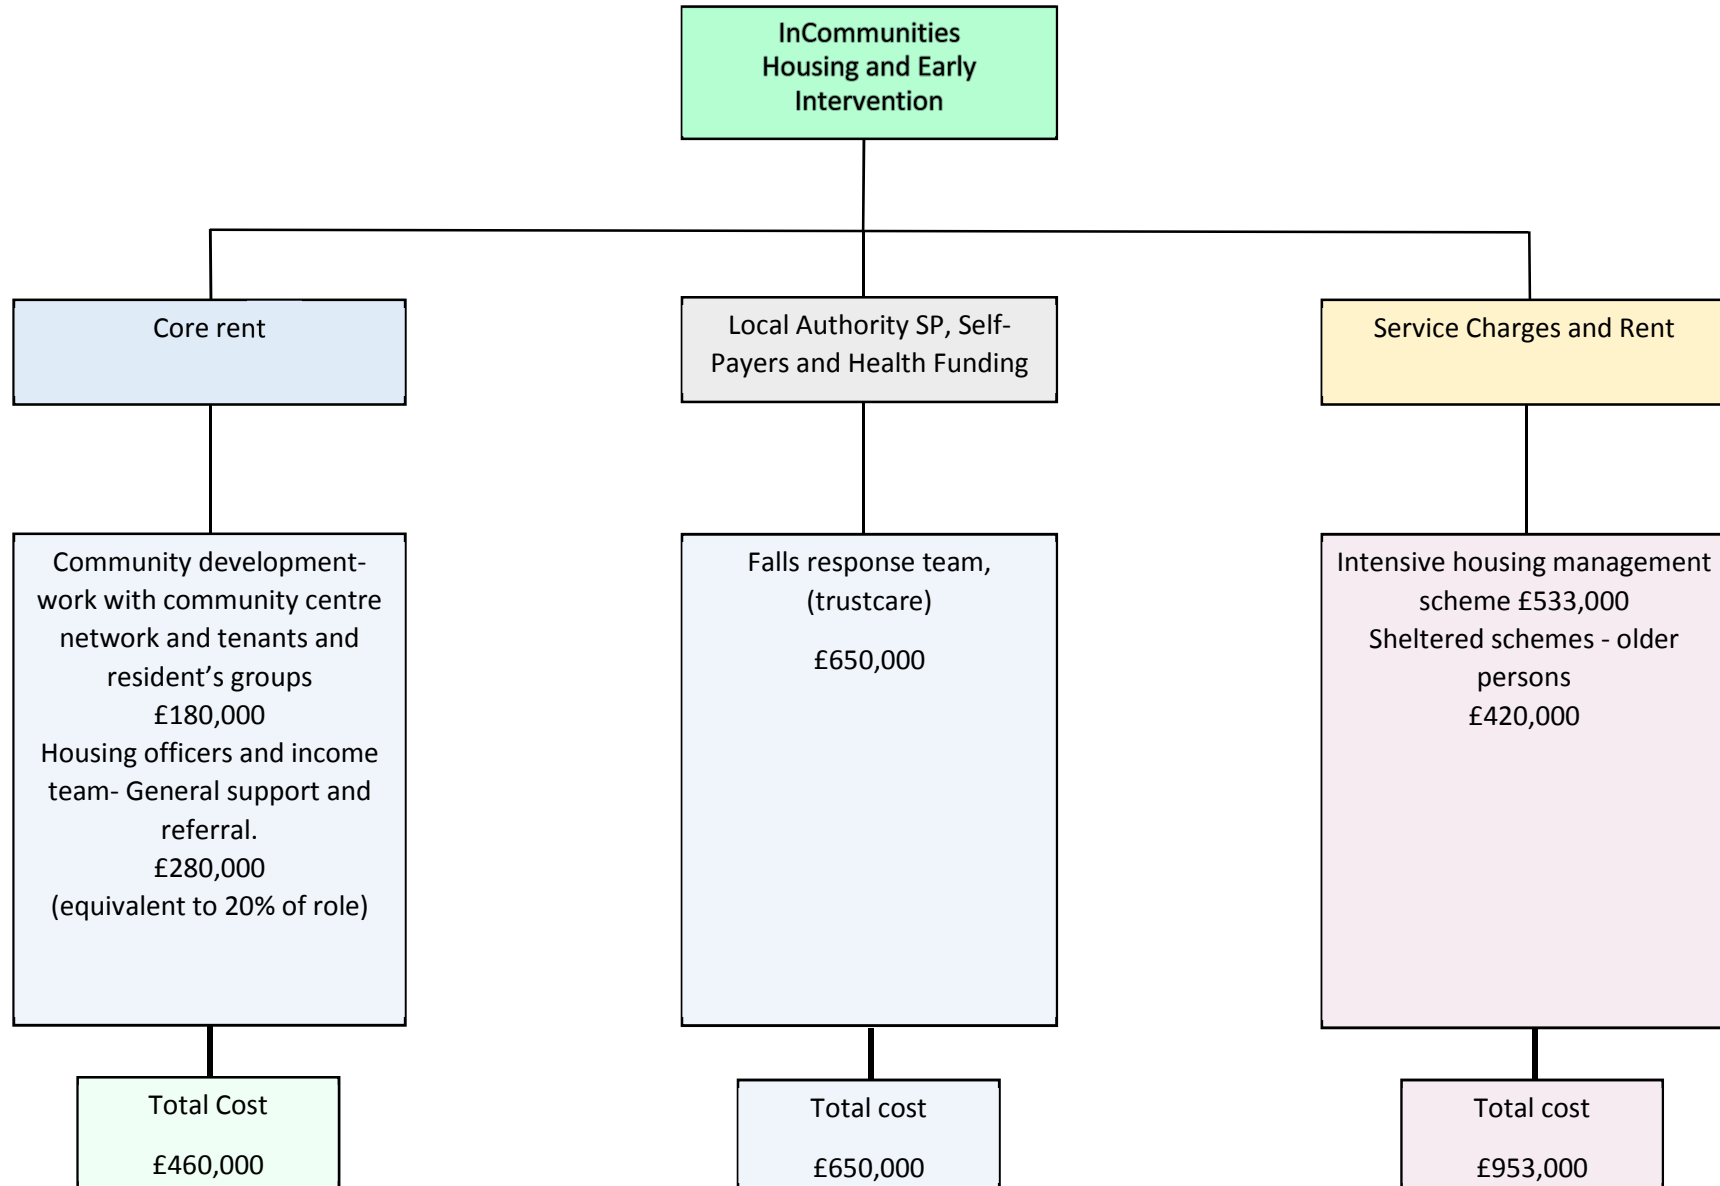 InCommunities
Housing and Early
Intervention
Core rent
Local Authority SP, Self-
Payers and Health Funding
Service Charges and Rent
Community development-
work with community centre
network and tenants and
resident’s groups
£180,000
Housing officers and income
team- General support and
referral.
£280,000
(equivalent to 20% of role)
Falls response team,
(trustcare)
£650,000
Intensive housing management
scheme £533,000
Sheltered schemes - older
persons
£420,000
Total Cost
£460,000
Total cost
£650,000
Total cost
£953,000